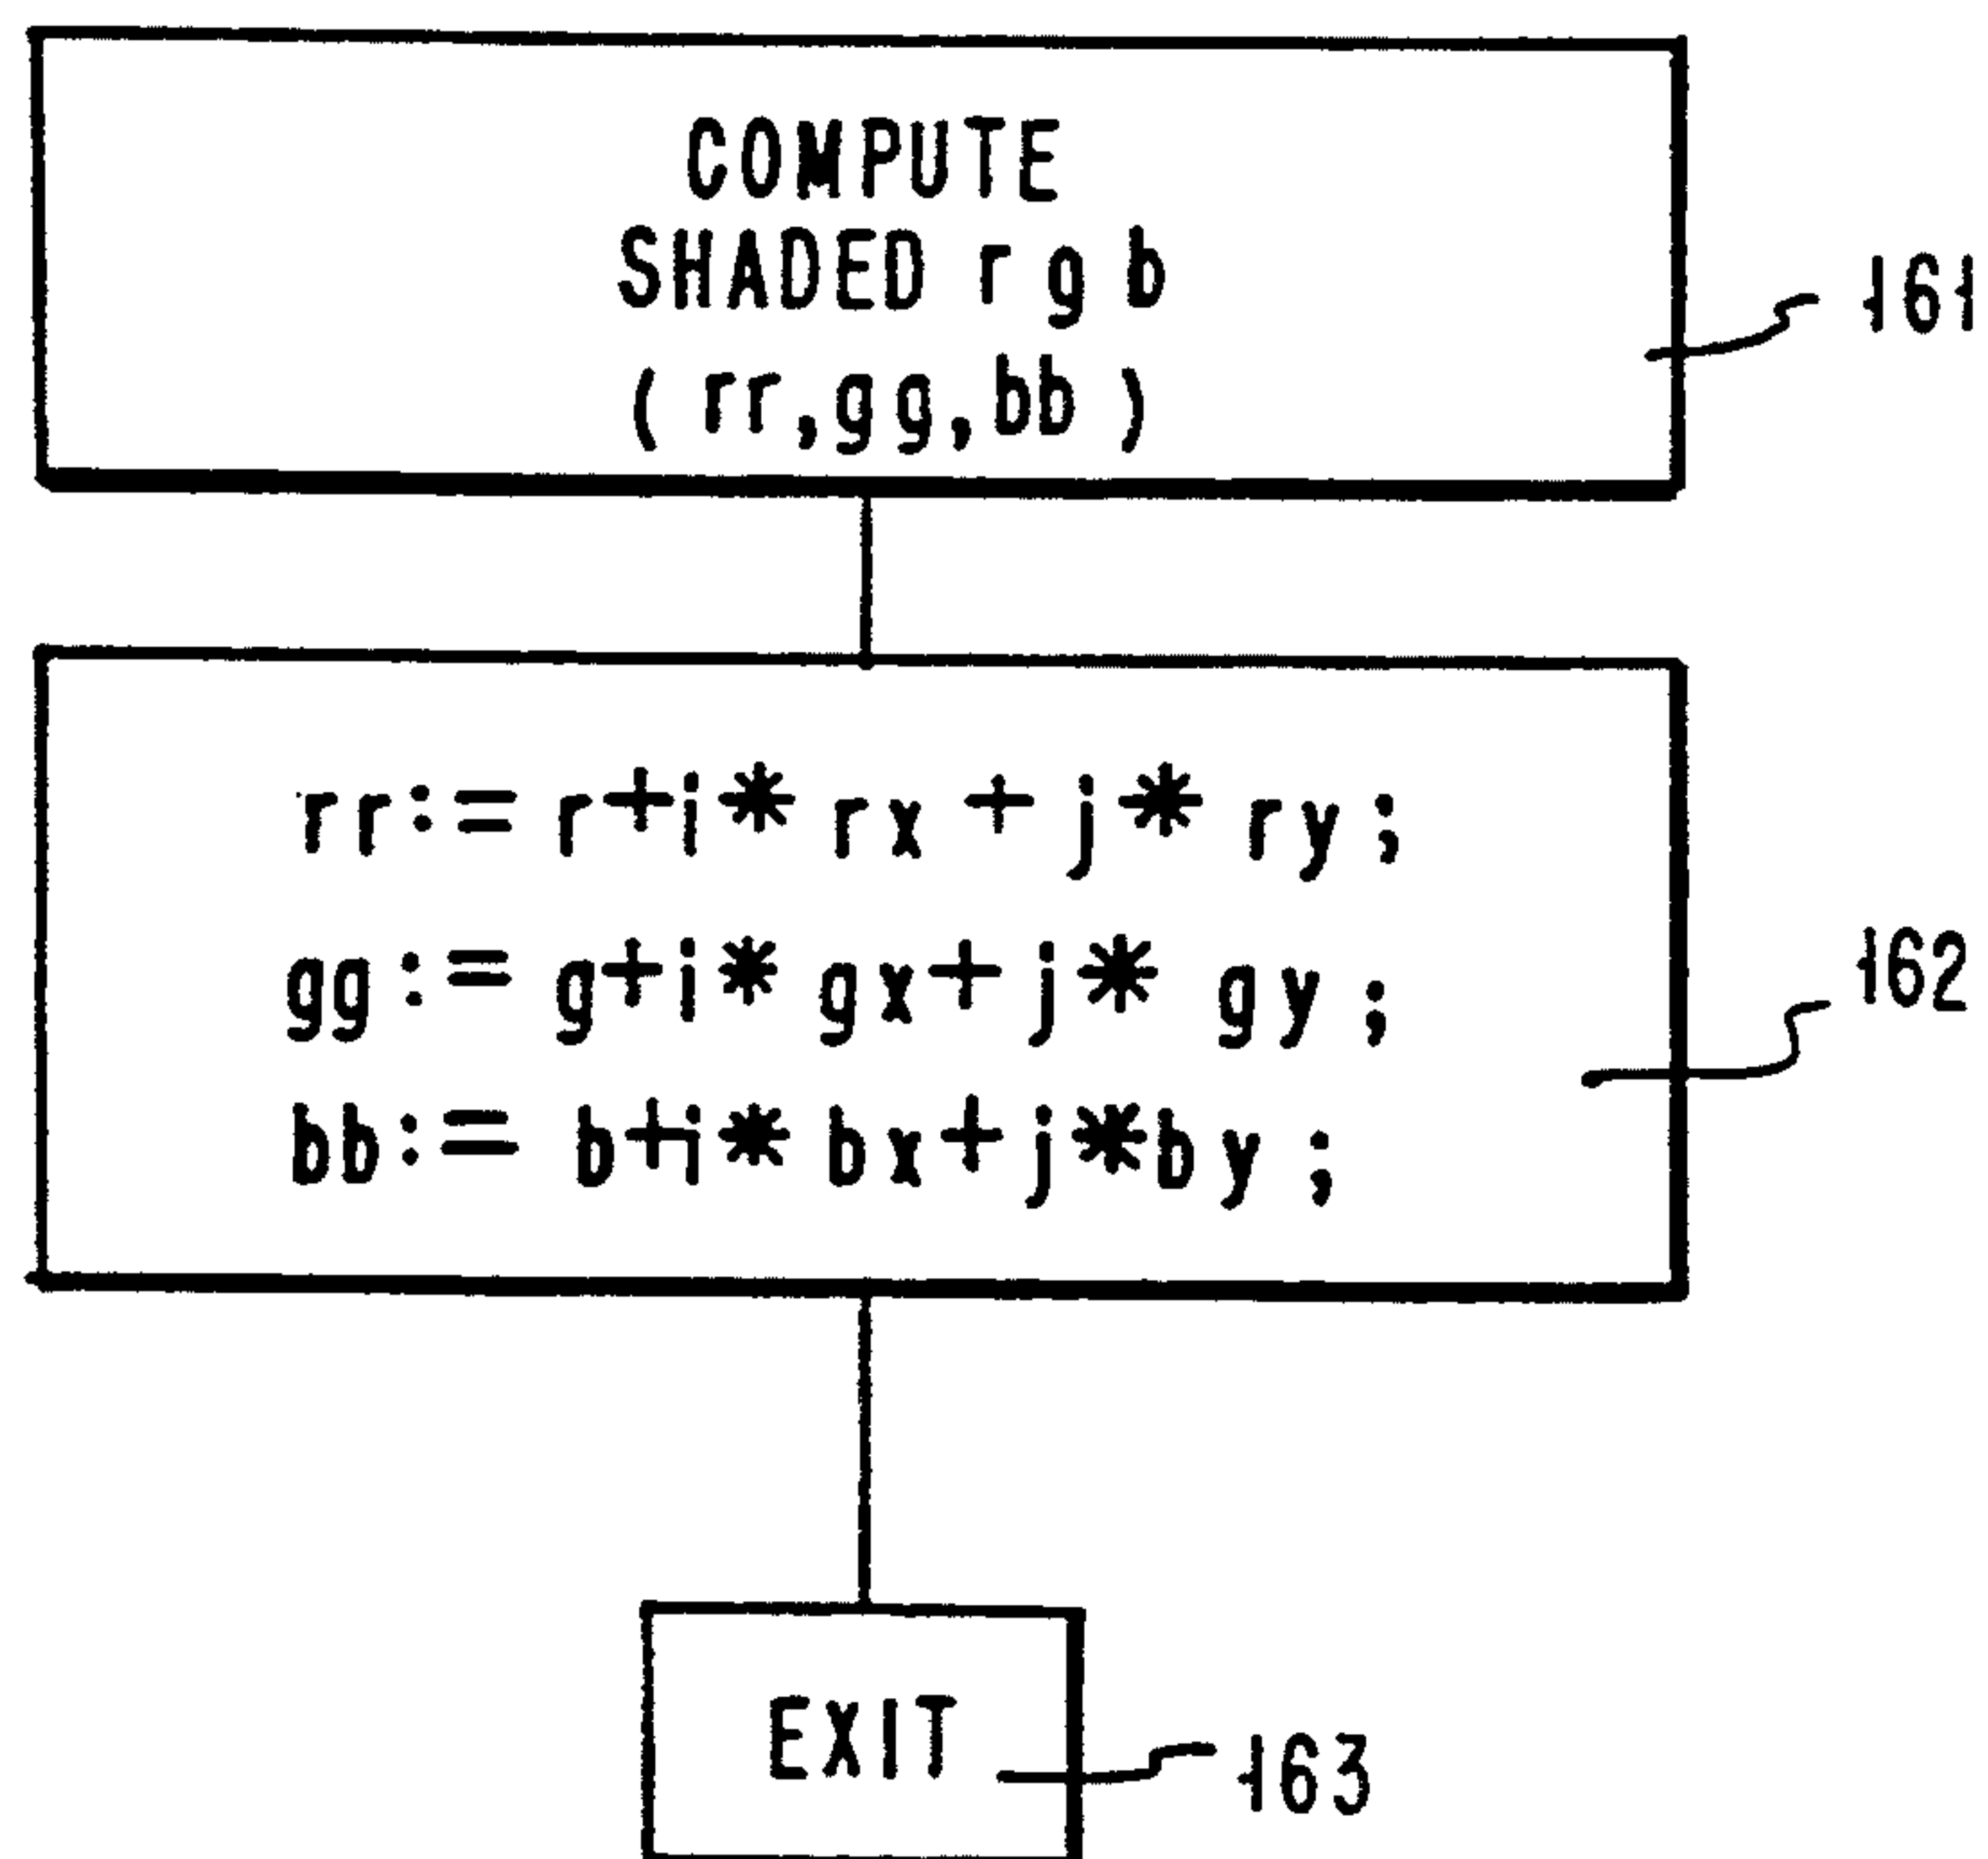 COMPUTE
SHADED r g b
( rr,gg,bb )
161
rr:= r+i* rx + j* ry;
gg:= g+i* gx+ j* gy;
162
bb:= b+i* bx+j*by;
EXIT
163